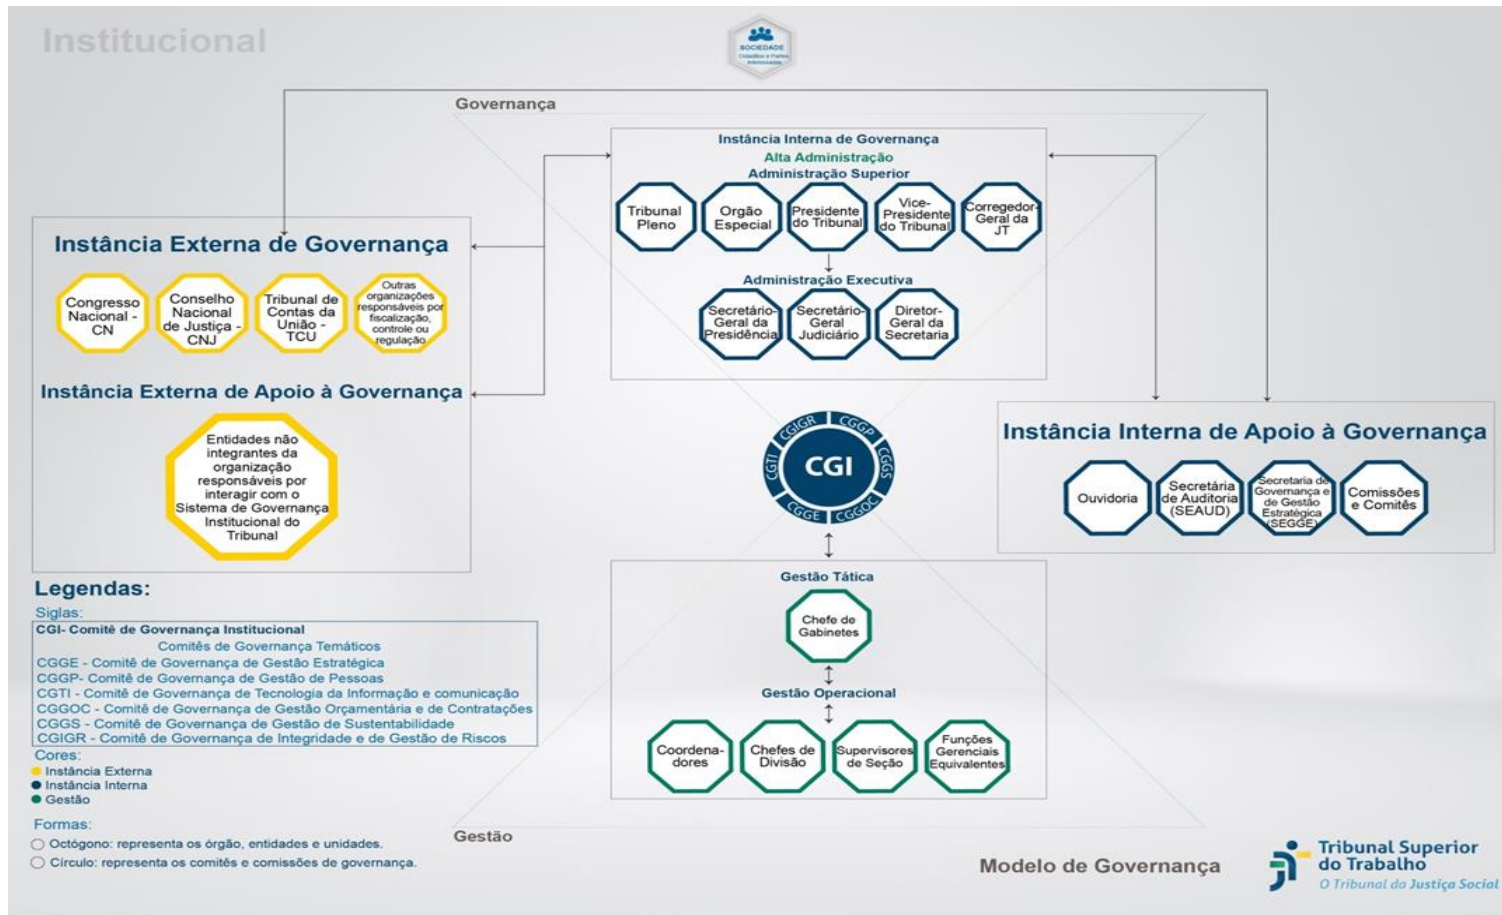 Institucional
SOCIEDADE
Cidadãos e Partes
Interessadas
Governança
Instância Interna de Governança
Alta Administração
Administração Superior
Tribunal
Pleno
Orgão
Especial
Presidente
do Tribunal
Vice-
Presidente
do Tribunal
Corregedor-
Geral da
JT
Administração Executiva
Secretário-
Geral da
Presidência
Secretário-
Geral
Judiciário
Diretor-
Geral da
Secretaria
Instância Externa de Governança
Congresso
Nacional -
CN
Conselho
Nacional
de Justiça -
CNJ
Tribunal de
Contas da
União -
TCU
Outras
organizações
responsáveis por
fiscalização,
controle ou
regulação
Instância Externa de Apoio à Governança
Entidades não
integrantes da
organização
responsáveis por
interagir com o
Sistema de Governança
Institucional do
Tribunal
CGI
CGIGR
CGGP
CGGS
CGGOC
CGGE
CGTI
Instância Interna de Apoio à Governança
Ouvidoria
Secretária
de Auditoria
(SEAUD)
Secretaria de
Governança e
de Gestão
Estratégica
(SEGGE)
Comissões
e Comitês
Gestão Tática
Chefe de
Gabinetes
Gestão Operacional
Coordena-
dores
Chefes de
Divisão
Supervisores
de Seção
Funções
Gerenciais
Equivalentes
Gestão
Legendas:
Siglas:
CGI- Comitê de Governança Institucional
Comitês de Governança Temáticos
CGGE - Comitê de Governança de Gestão Estratégica
CGGP- Comitê de Governança de Gestão de Pessoas
CGTI - Comitê de Governança de Tecnologia da Informação e comunicação
CGGOC - Comitê de Governança de Gestão Orçamentária e de Contratações
CGGS - Comitê de Governança de Gestão de Sustentabilidade
CGIGR - Comitê de Governança de Integridade e de Gestão de Riscos
Cores:
Instância Externa
Instância Interna
Gestão
Formas:
Octógono: representa os órgão, entidades e unidades.
Círculo: representa os comitês e comissões de governança.
Modelo de Governança
Tribunal Superior
do Trabalho
O Tribunal da Justiça Social